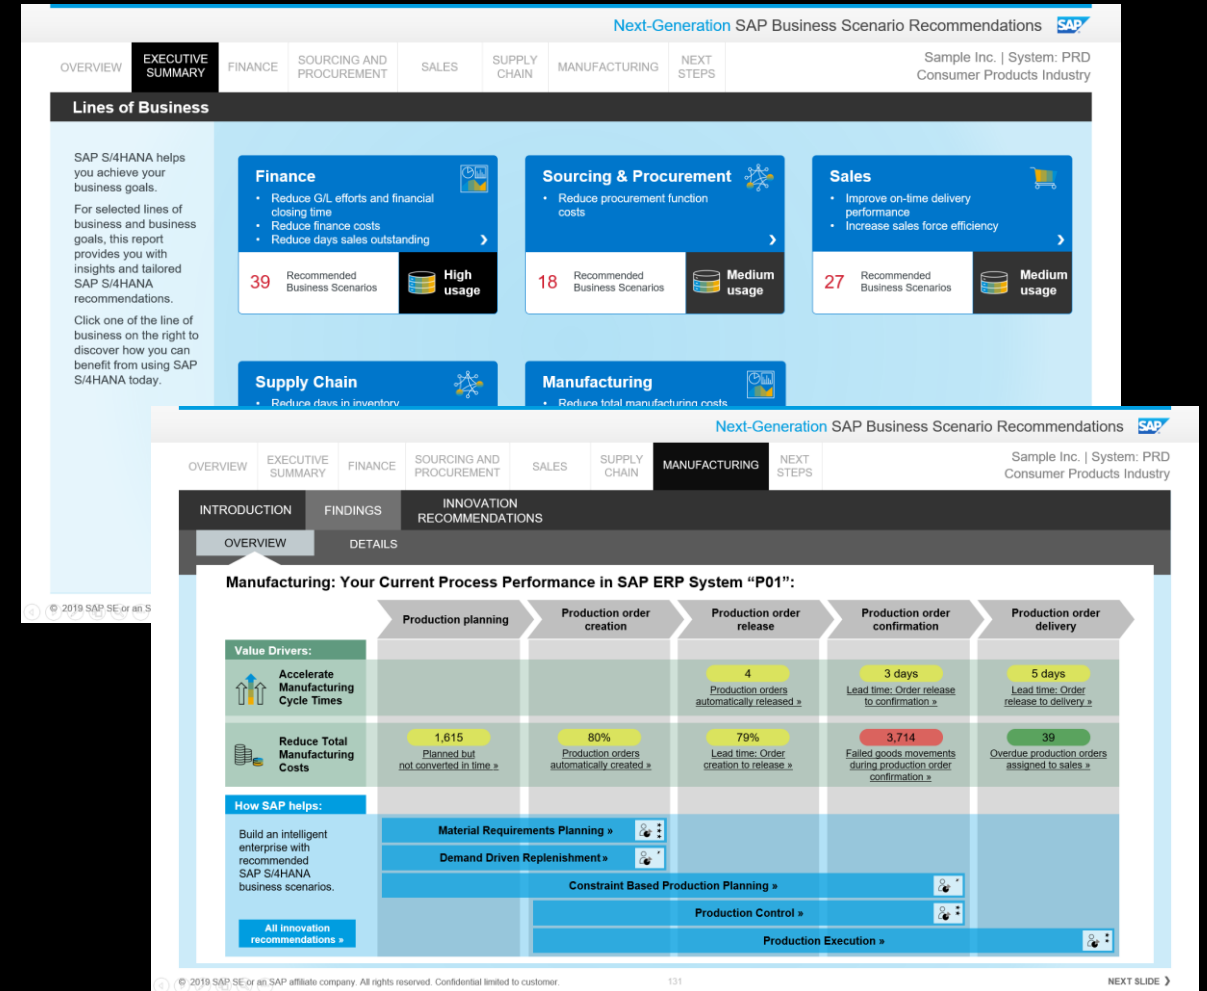 Next-Generation SAP Business Scenario Recommendations SAP
OVERVIEW
EXECUTIVE
SUMMARY
FINANCE
SOURCING AND
PROCUREMENT
SALES
SUPPLY
CHAIN
MANUFACTURING
NEXT
STEPS
Sample Inc. | System: PRD
Consumer Products Industry
Lines of Business
SAP S/4HANA helps
you achieve your
business goals.
For selected lines of
business and business
goals, this report
provides you with
insights and tailored
SAP S/4HANA
recommendations.
Click one of the line of
business on the right to
discover how you can
benefit from using SAP
S/4HANA today.
Finance
• Reduce G/L efforts and financial
closing time
• Reduce finance costs
• Reduce days sales outstanding
39
Recommended
Business Scenarios
High
usage
Sourcing & Procurement
• Reduce procurement function
costs
18
Recommended
Business Scenarios
Medium
usage
Sales
• Improve on-time delivery
performance
• Increase sales force efficiency
27
Recommended
Business Scenarios
Medium
usage
Supply Chain
• Reduce days in inventory
Manufacturing
• Reduce total manufacturing costs
© 2019 SAP SE or an S
Next-Generation SAP Business Scenario Recommendations SAP
OVERVIEW
EXECUTIVE
SUMMARY
FINANCE
SOURCING AND
PROCUREMENT
SALES
SUPPLY
CHAIN
MANUFACTURING
NEXT
STEPS
Sample Inc. | System: PRD
Consumer Products Industry
INTRODUCTION
FINDINGS
INNOVATION
RECOMMENDATIONS
OVERVIEW
DETAILS
Manufacturing: Your Current Process Performance in SAP ERP System “P01”:
Production planning
Production order
creation
Production order
release
Production order
confirmation
Production order
delivery
Value Drivers:
Accelerate
Manufacturing
Cycle Times
4
Production orders
automatically released »
3 days
Lead time: Order release
to confirmation »
5 days
Lead time: Order
release to delivery »
Reduce Total
Manufacturing
Costs
1,615
Planned but
not converted in time »
80%
Production orders
automatically created »
79%
Lead time: Order
creation to release »
3,714
Failed goods movements
during production order
confirmation »
39
Overdue production orders
assigned to sales »
How SAP helps:
Build an intelligent
enterprise with
recommended
SAP S/4HANA
business scenarios.
All innovation
recommendations »
Material Requirements Planning »
Demand Driven Replenishment »
Constraint Based Production Planning »
Production Control »
Production Execution »
© 2019 SAP SE or an SAP affiliate company. All rights reserved. Confidential limited to customer.
131
NEXT SLIDE ❯